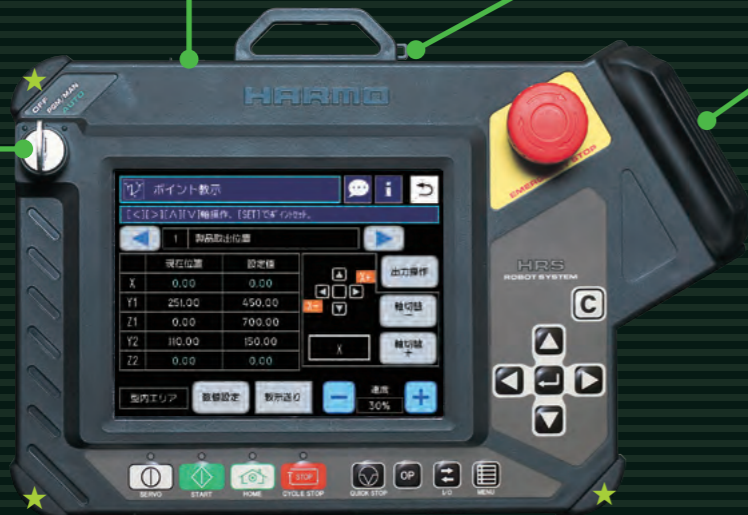 HARMO
OFF
PGM/MAN
AUTO
EMERGENCY STOP
ポイント教示
i
[<][>][∧][∨]軸操作、[SET]でポイントセット。
1 製品取出位置
現在位置 設定値
X 0.00 0.00
Y1 251.00 450.00
Z1 0.00 700.00
Y2 110.00 150.00
Z2 0.00 0.00
出力操作
軸切替
−
X
軸切替
+
型内エリア 数値設定 教示送り − 速度 +
30%
HRS
ROBOT SYSTEM
C
STOP OP
SERVO START HOME CYCLE STOP QUICK STOP I/O MENU